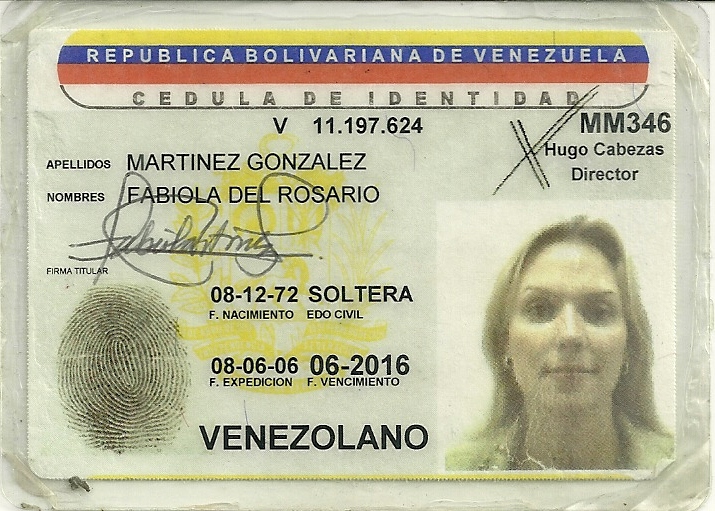 REPUBLICA BOLIVARIANA DE VENEZUELA
CEDULA DE IDENTIDAD
V 11.197.624
MM346
Hugo Cabezas
Director
APELLIDOS MARTINEZ GONZALEZ
NOMBRES FABIOLA DEL ROSARIO
FIRMA TITULAR
08-12-72 SOLTERA
F. NACIMIENTO EDO CIVIL
08-06-06 06-2016
F. EXPEDICION F. VENCIMIENTO
VENEZOLANO